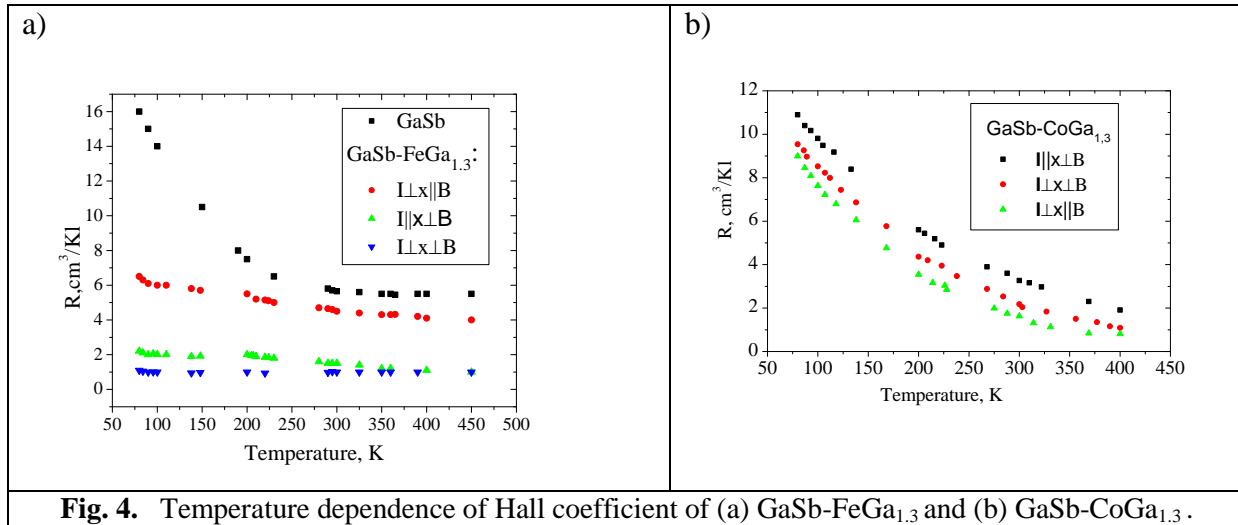 a)
16
14
12
10
8
6
4
2
0
R,cm³/Kl
GaSb
GaSb-FeGa1.3:
I⊥x||B
I||x⊥B
I⊥x⊥B
50 100 150 200 250 300 350 400 450 500
Temperature, K
b)
12
10
8
6
4
2
0
R, cm³/Kl
GaSb-CoGa1,3
I||x⊥B
I⊥x⊥B
I⊥x||B
50 100 150 200 250 300 350 400 450
Temperature, K
Fig. 4. Temperature dependence of Hall coefficient of (a) GaSb-FeGa1.3 and (b) GaSb-CoGa1.3 .